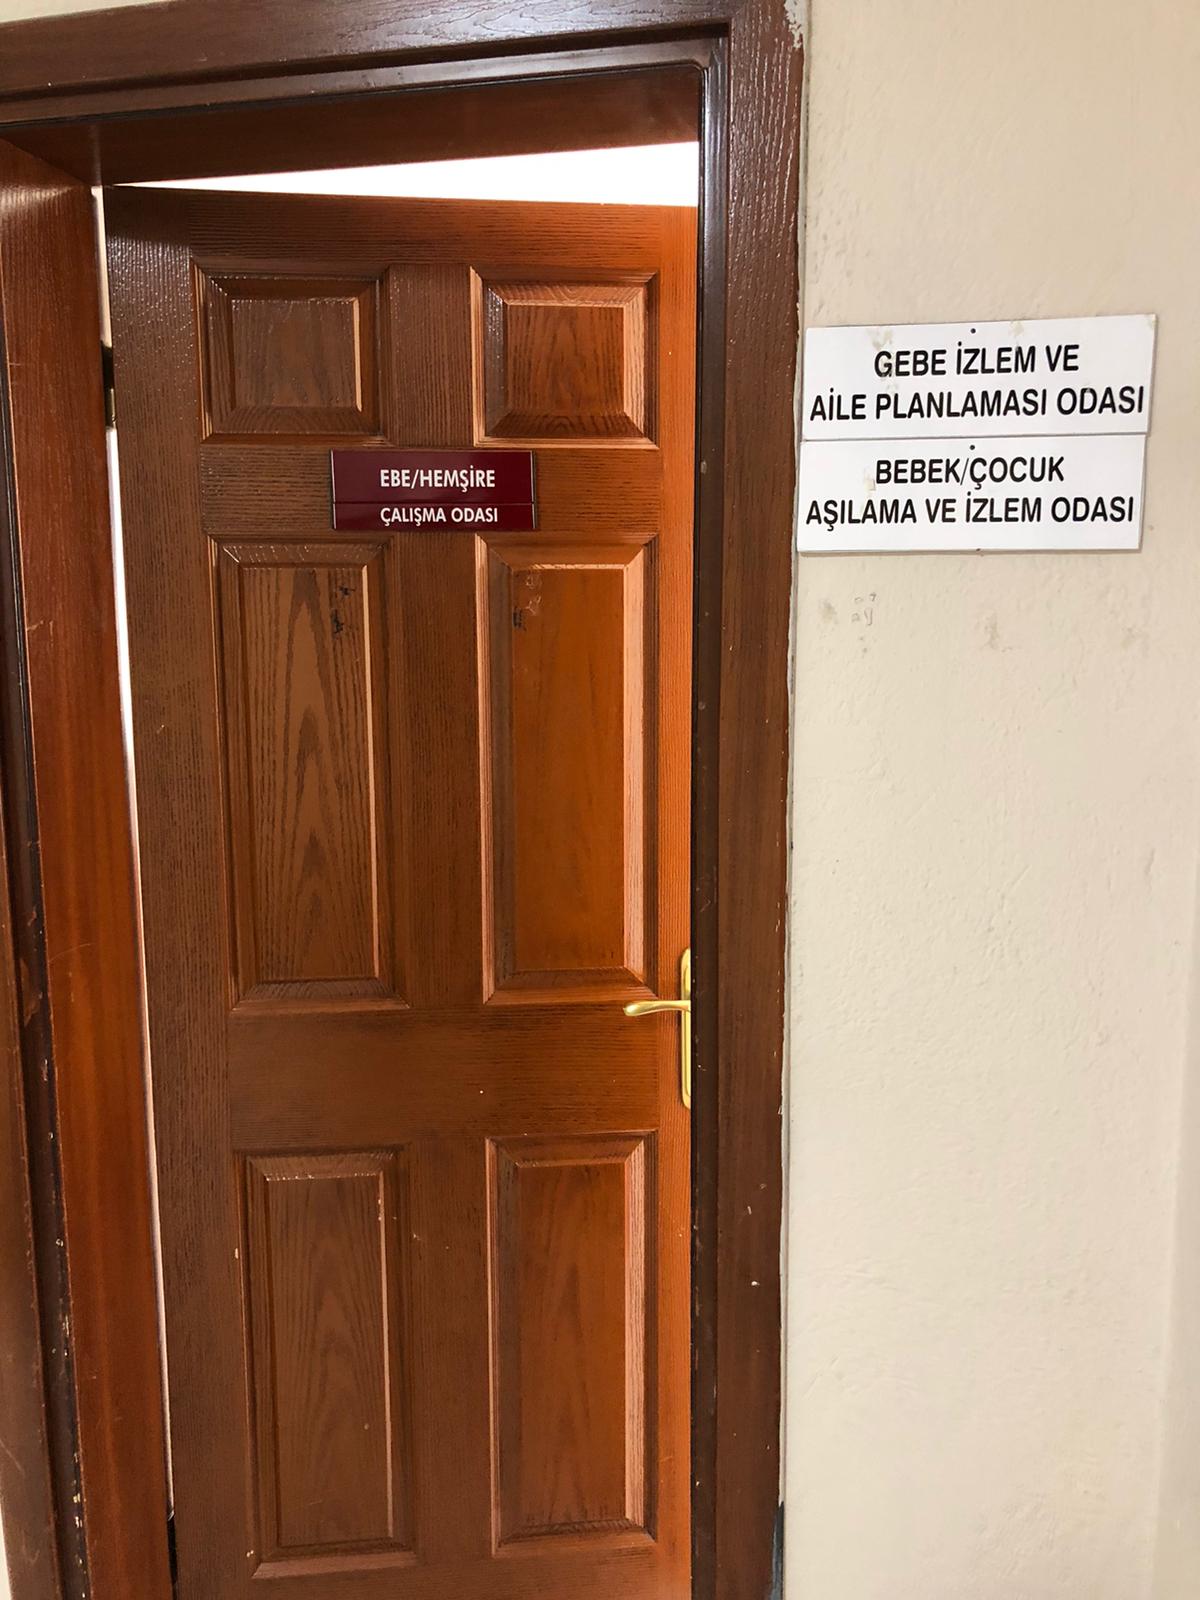 EBE/HEMŞİRE
ÇALIŞMA ODASI
GEBE İZLEM VE
AİLE PLANLAMASI ODASI
BEBEK/ÇOCUK
AŞILAMA VE İZLEM ODASI